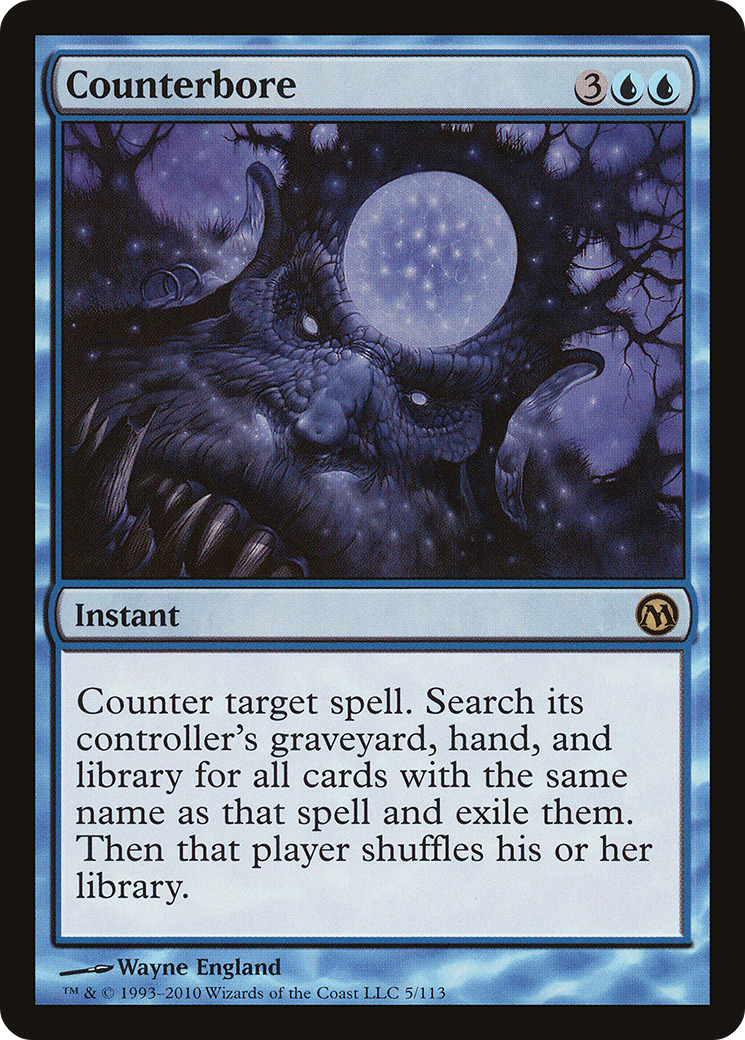 Counterbore 3
Instant
Counter target spell. Search its
controller's graveyard, hand, and
library for all cards with the same
name as that spell and exile them.
Then that player shuffles his or her
library.
Wayne England
™ & © 1993–2010 Wizards of the Coast LLC 5/113